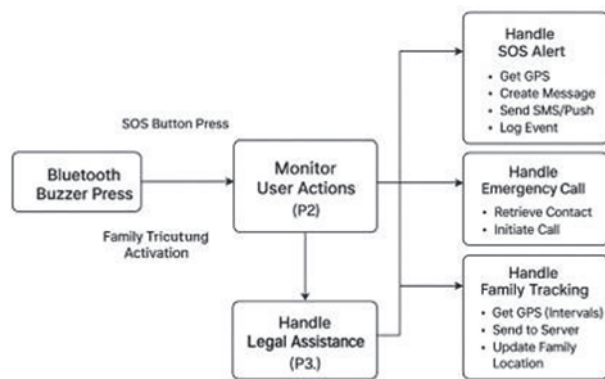 Handle
SOS Alert
• Get GPS
• Create Message
• Send SMS/Push
• Log Event
SOS Button Press
Bluetooth
Buzzer Press
Monitor
User Actions
(P2)
Handle
Emergency Call
• Retrieve Contact
• Initiate Call
Family Tricutung
Activation
Handle
Legal Assistance
(P3.)
Handle
Family Tracking
• Get GPS (Intervals)
• Send to Server
• Update Family
Location